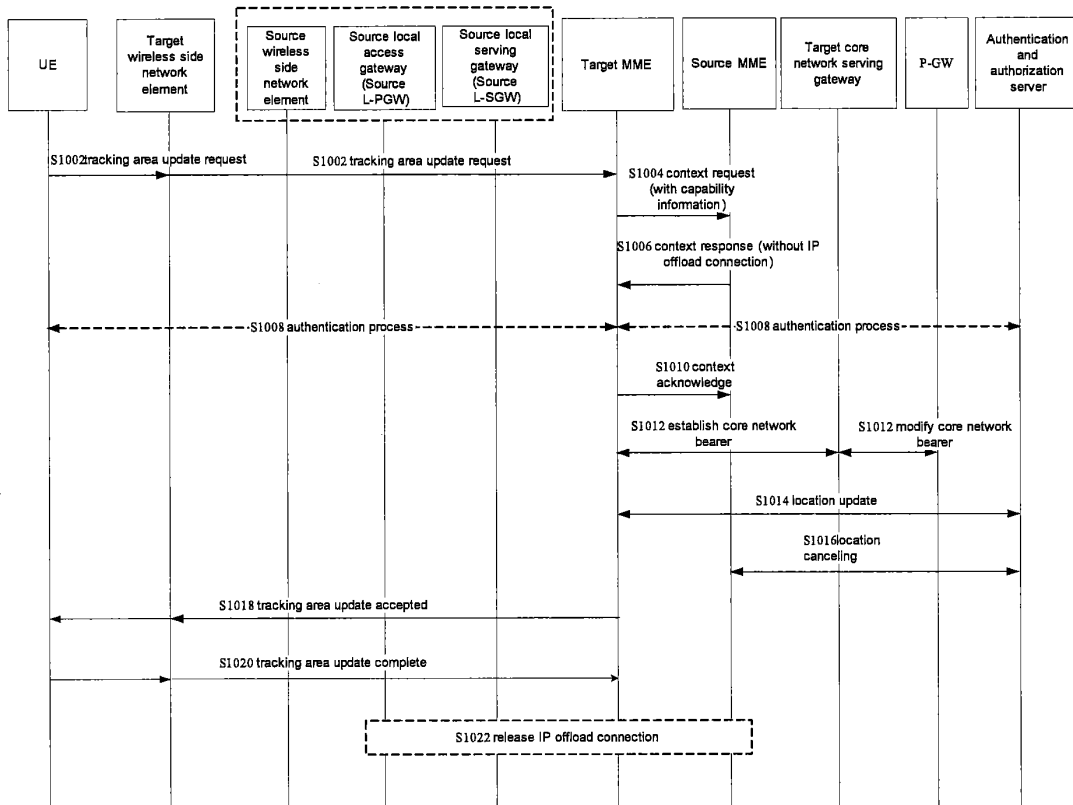 UE
Target
wireless side
network
element
Source
wireless
side
network
element
Source local
access
gateway
(Source
L-PGW)
Source local
serving
gateway
(Source
L-SGW)
Target MME
Source MME
Target core
network serving
gateway
P-GW
Authentication
and
authorization
server
S1002tracking area update request
S1002 tracking area update request
S1004 context request
(with capability
information)
S1006 context response (without IP
offload connection)
S1008 authentication process
S1008 authentication process
S1010 context
acknowledge
S1012 establish core network
bearer
S1012 modify core network
bearer
S1014 location update
S1016location
canceling
S1018 tracking area update accepted
S1020 tracking area update complete
S1022 release IP offload connection